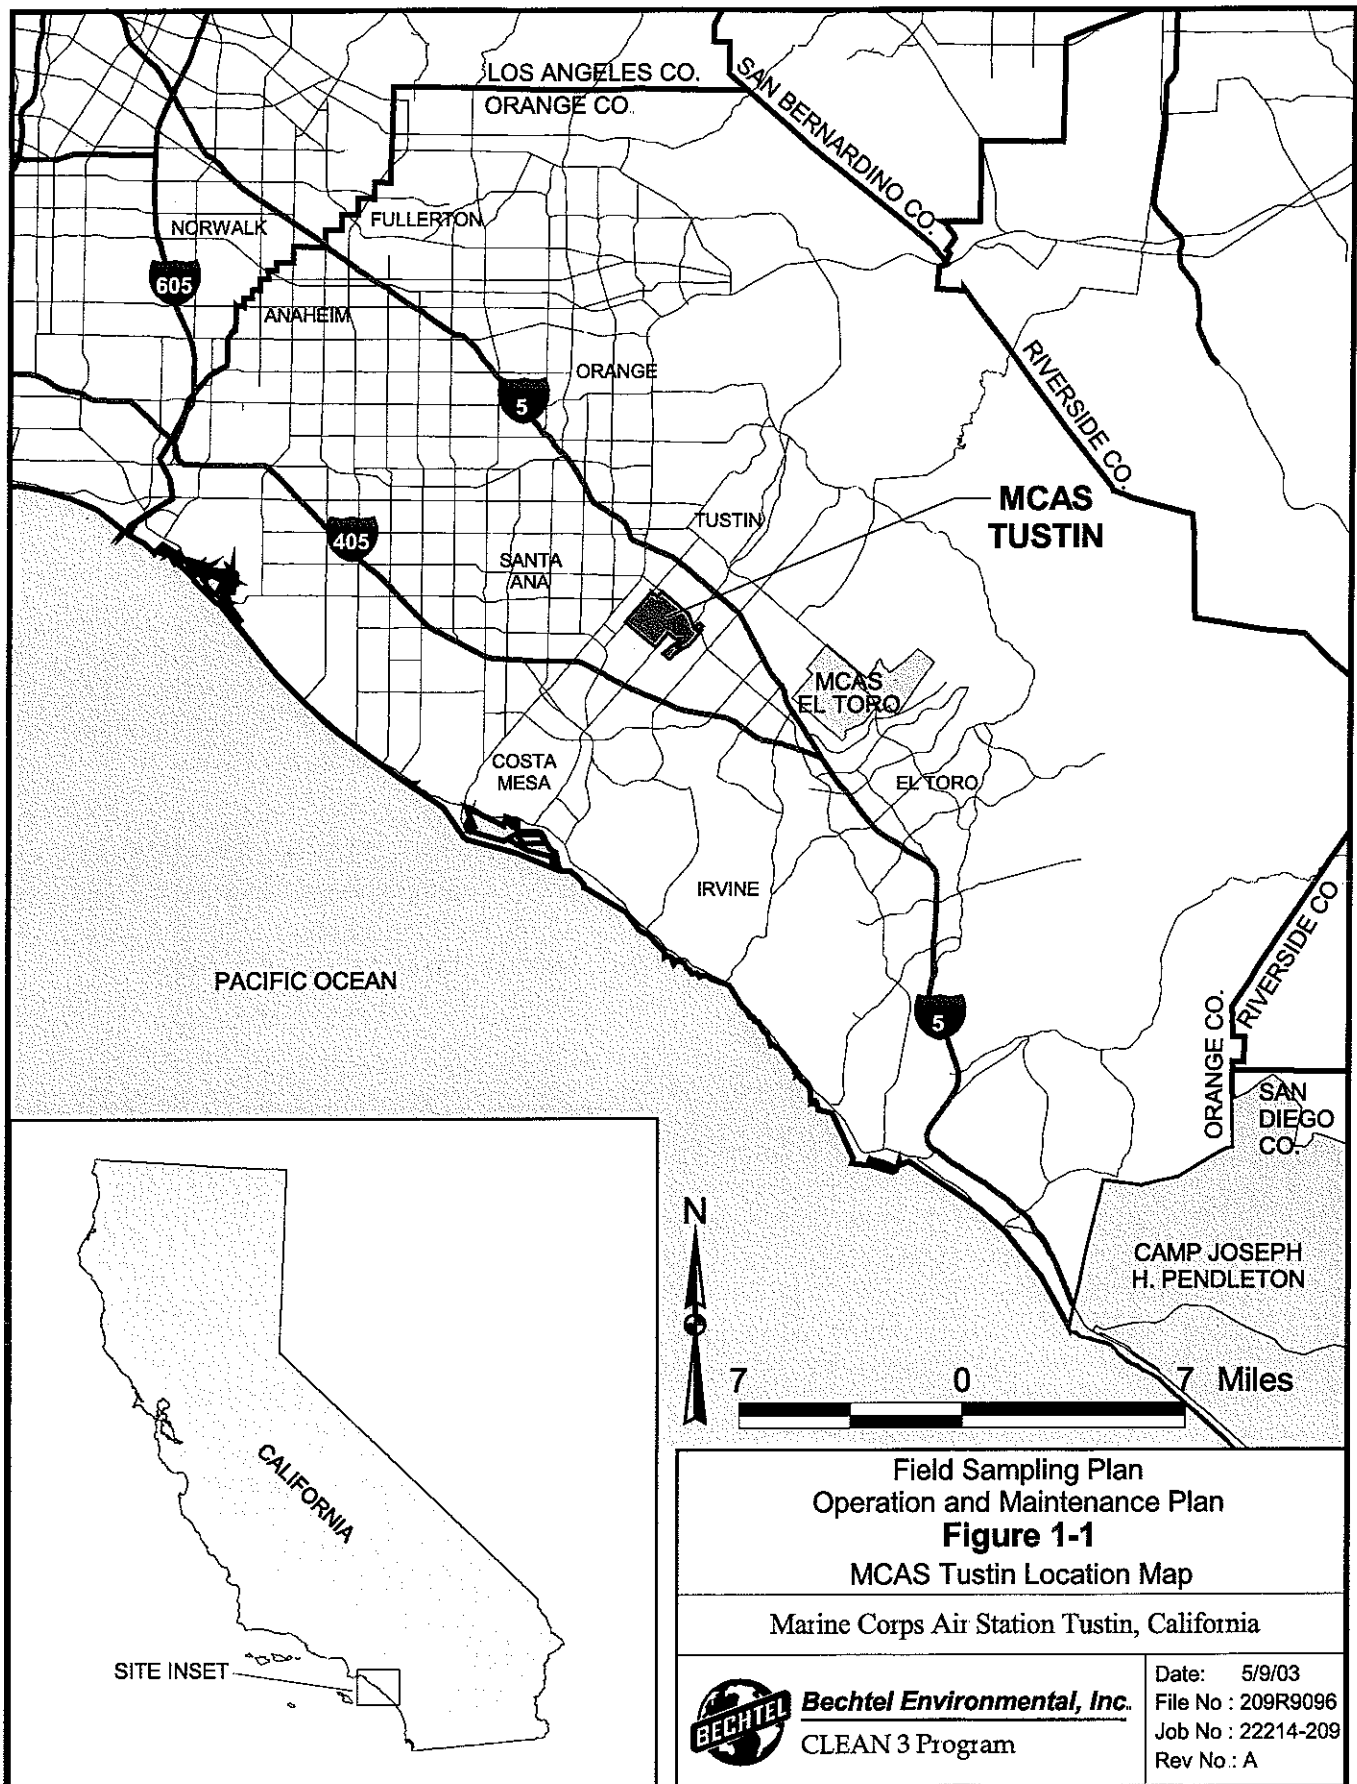 LOS ANGELES CO.
ORANGE CO.
SAN BERNARDINO CO.
NORWALK
FULLERTON
605
ANAHEIM
ORANGE
5
RIVERSIDE CO.
MCAS
TUSTIN
TUSTIN
405
SANTA
ANA
MCAS
EL TORO
COSTA
MESA
EL TORO
IRVINE
PACIFIC OCEAN
5
ORANGE CO.
RIVERSIDE CO
SAN
DIEGO
CO.
CAMP JOSEPH
H. PENDLETON
N
7 0 7 Miles
CALIFORNIA
SITE INSET
Field Sampling Plan
Operation and Maintenance Plan
Figure 1-1
MCAS Tustin Location Map
Marine Corps Air Station Tustin, California
BECHTEL
Bechtel Environmental, Inc.
CLEAN 3 Program
Date: 5/9/03
File No : 209R9096
Job No : 22214-209
Rev No.: A